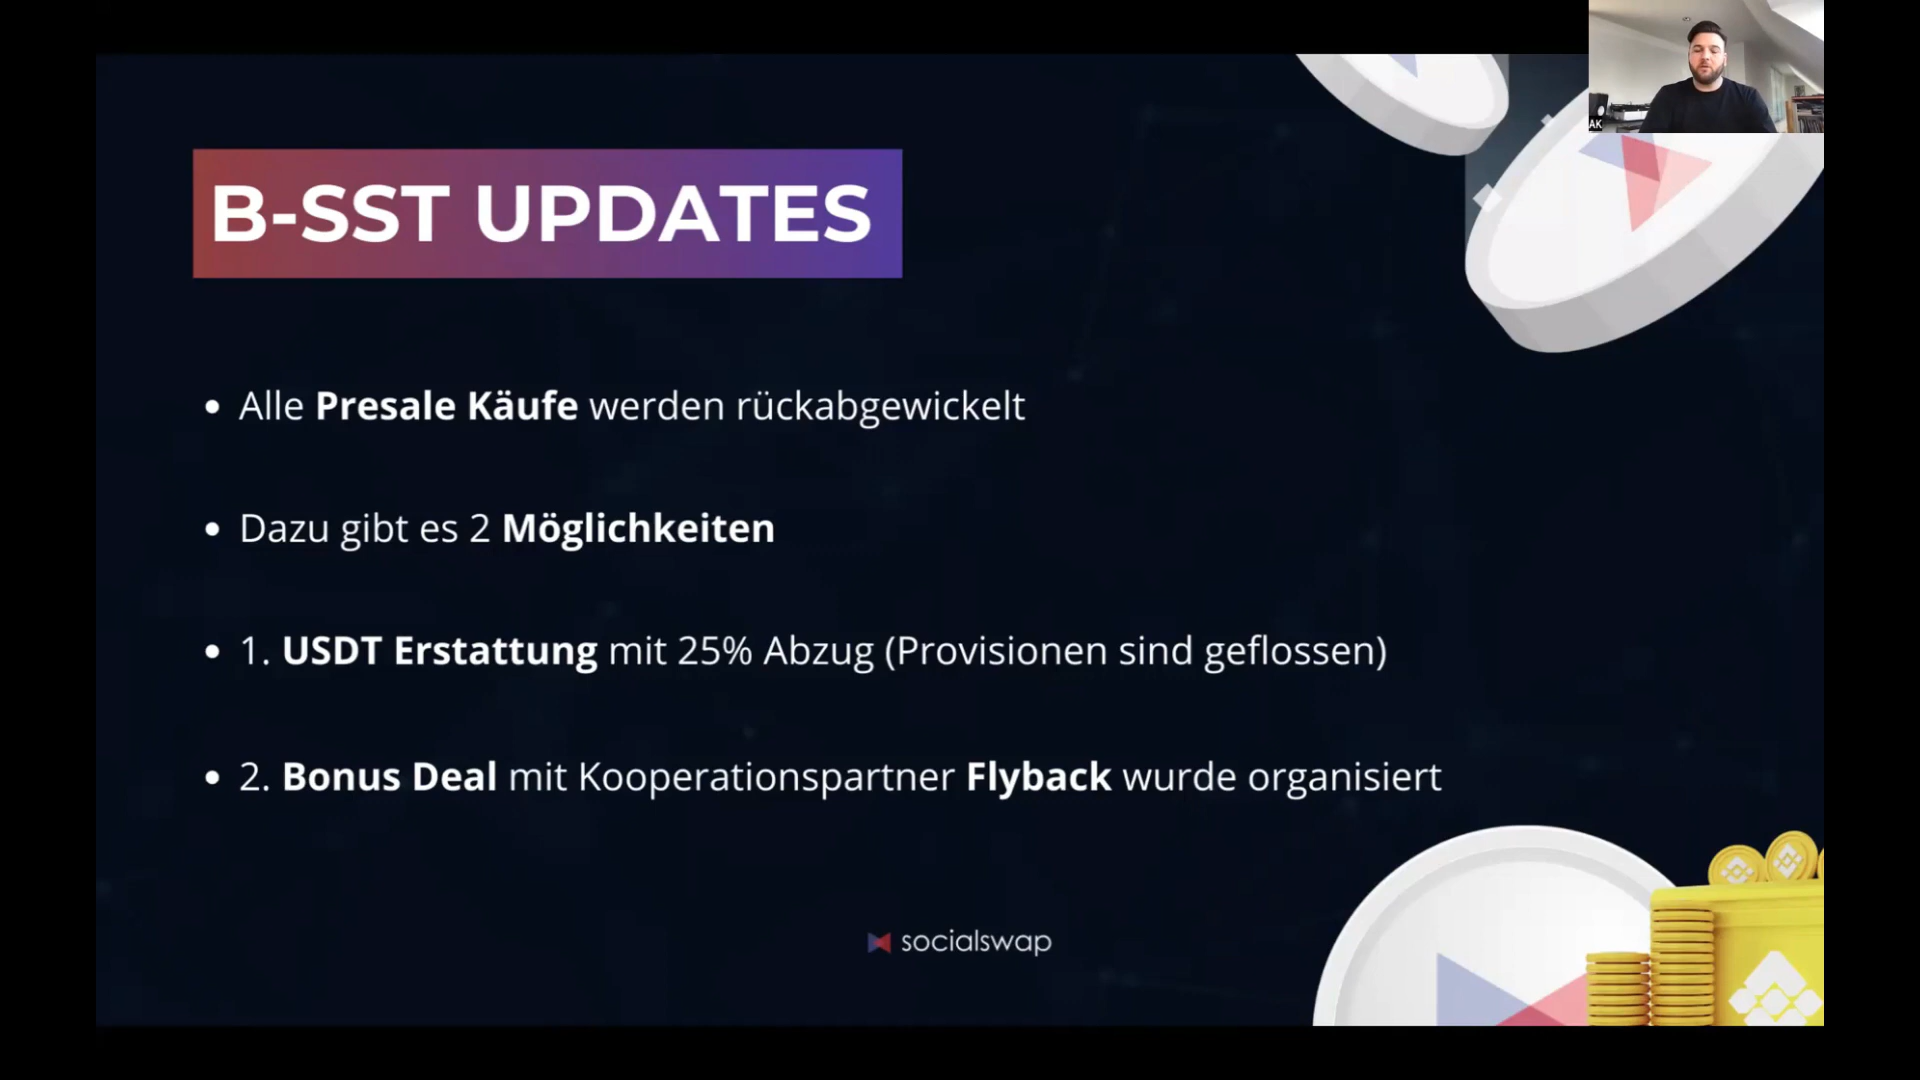 AK
B-SST UPDATES
• Alle Presale Käufe werden rückabgewickelt
• Dazu gibt es 2 Möglichkeiten
• 1. USDT Erstattung mit 25% Abzug (Provisionen sind geflossen)
• 2. Bonus Deal mit Kooperationspartner Flyback wurde organisiert
socialswap